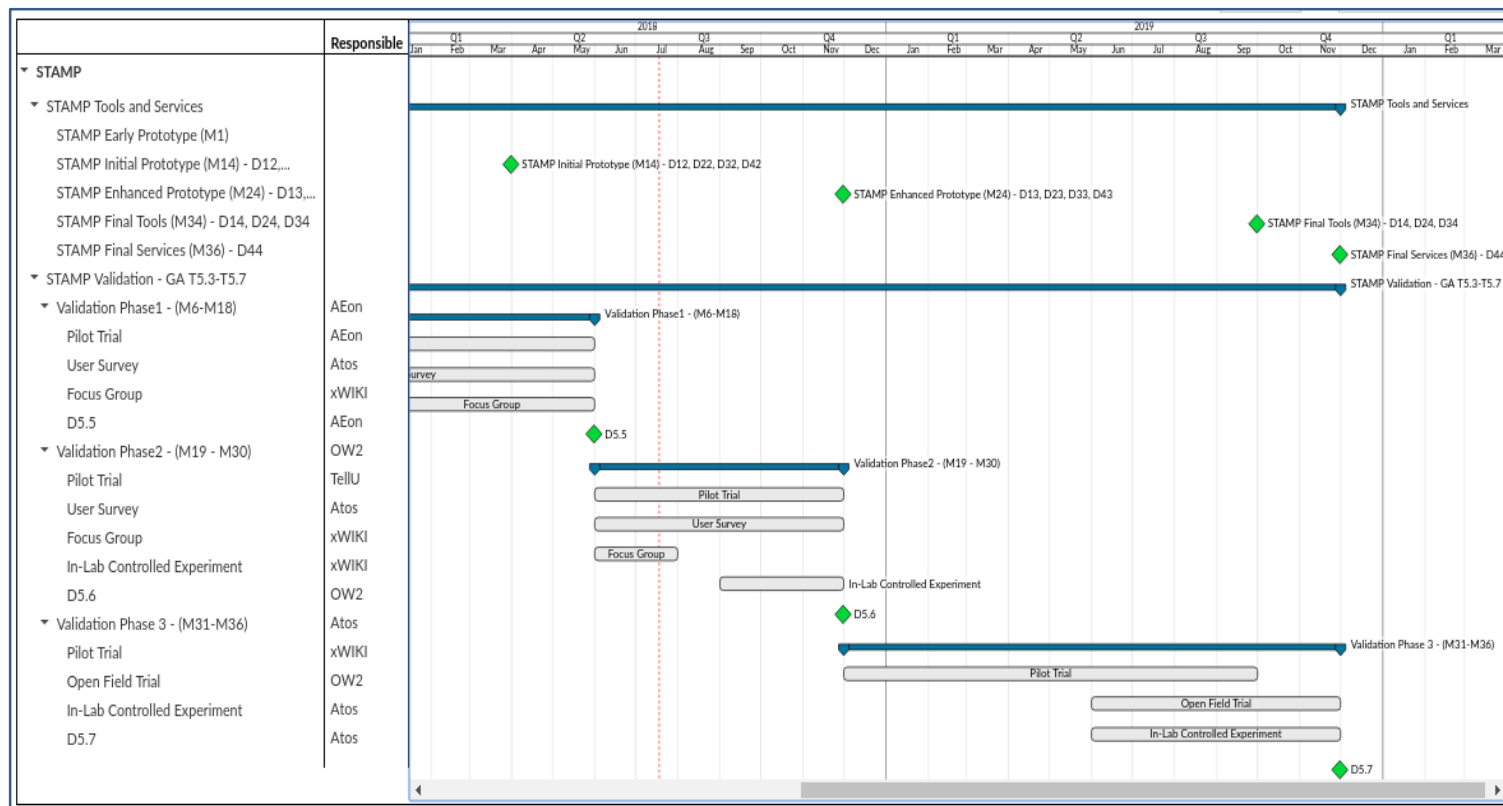 2018 2019
Q1 Q2 Q3 Q4 Q1 Q2 Q3 Q4 Q1
Responsible Jan Feb Mar Apr May Jun Jul Aug Sep Oct Nov Dec Jan Feb Mar Apr May Jun Jul Aug Sep Oct Nov Dec Jan Feb Mar
STAMP
STAMP Tools and Services STAMP Tools and Services
STAMP Early Prototype (M1)
STAMP Initial Prototype (M14) - D12,... STAMP Initial Prototype (M14) - D12, D22, D32, D42
STAMP Enhanced Prototype (M24) - D13,... STAMP Enhanced Prototype (M24) - D13, D23, D33, D43
STAMP Final Tools (M34) - D14, D24, D34 STAMP Final Tools (M34) - D14, D24, D34
STAMP Final Services (M36) - D44 STAMP Final Services (M36) - D44
STAMP Validation - GA T5.3-T5.7 STAMP Validation - GA T5.3-T5.7
Validation Phase1 - (M6-M18) AEon Validation Phase1 - (M6-M18)
Pilot Trial AEon
User Survey Atos urvey
Focus Group xWIKI Focus Group
D5.5 AEon D5.5
Validation Phase2 - (M19 - M30) OW2 Validation Phase2 - (M19 - M30)
Pilot Trial TellU Pilot Trial
User Survey Atos User Survey
Focus Group xWIKI Focus Group
In-Lab Controlled Experiment xWIKI In-Lab Controlled Experiment
D5.6 OW2 D5.6
Validation Phase 3 - (M31-M36) Atos Validation Phase 3 - (M31-M36)
Pilot Trial xWIKI Pilot Trial
Open Field Trial OW2 Open Field Trial
In-Lab Controlled Experiment Atos In-Lab Controlled Experiment
D5.7 Atos D5.7